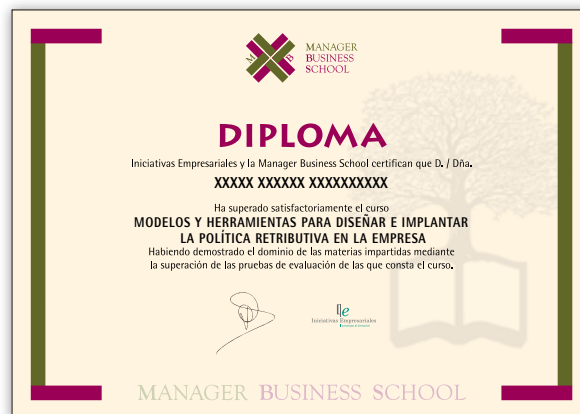 M B
MANAGER
BUSINESS
SCHOOL
DIPLOMA
Iniciativas Empresariales y la Manager Business School certifican que D. / Dña.
XXXXX XXXXXX XXXXXXXXXX
Ha superado satisfactoriamente el curso
MODELOS Y HERRAMIENTAS PARA DISEÑAR E IMPLANTAR
LA POLÍTICA RETRIBUTIVA EN LA EMPRESA
Habiendo demostrado el dominio de las materias impartidas mediante
la superación de las pruebas de evaluación de las que consta el curso.
Iniciativas Empresariales
MANAGER BUSINESS SCHOOL